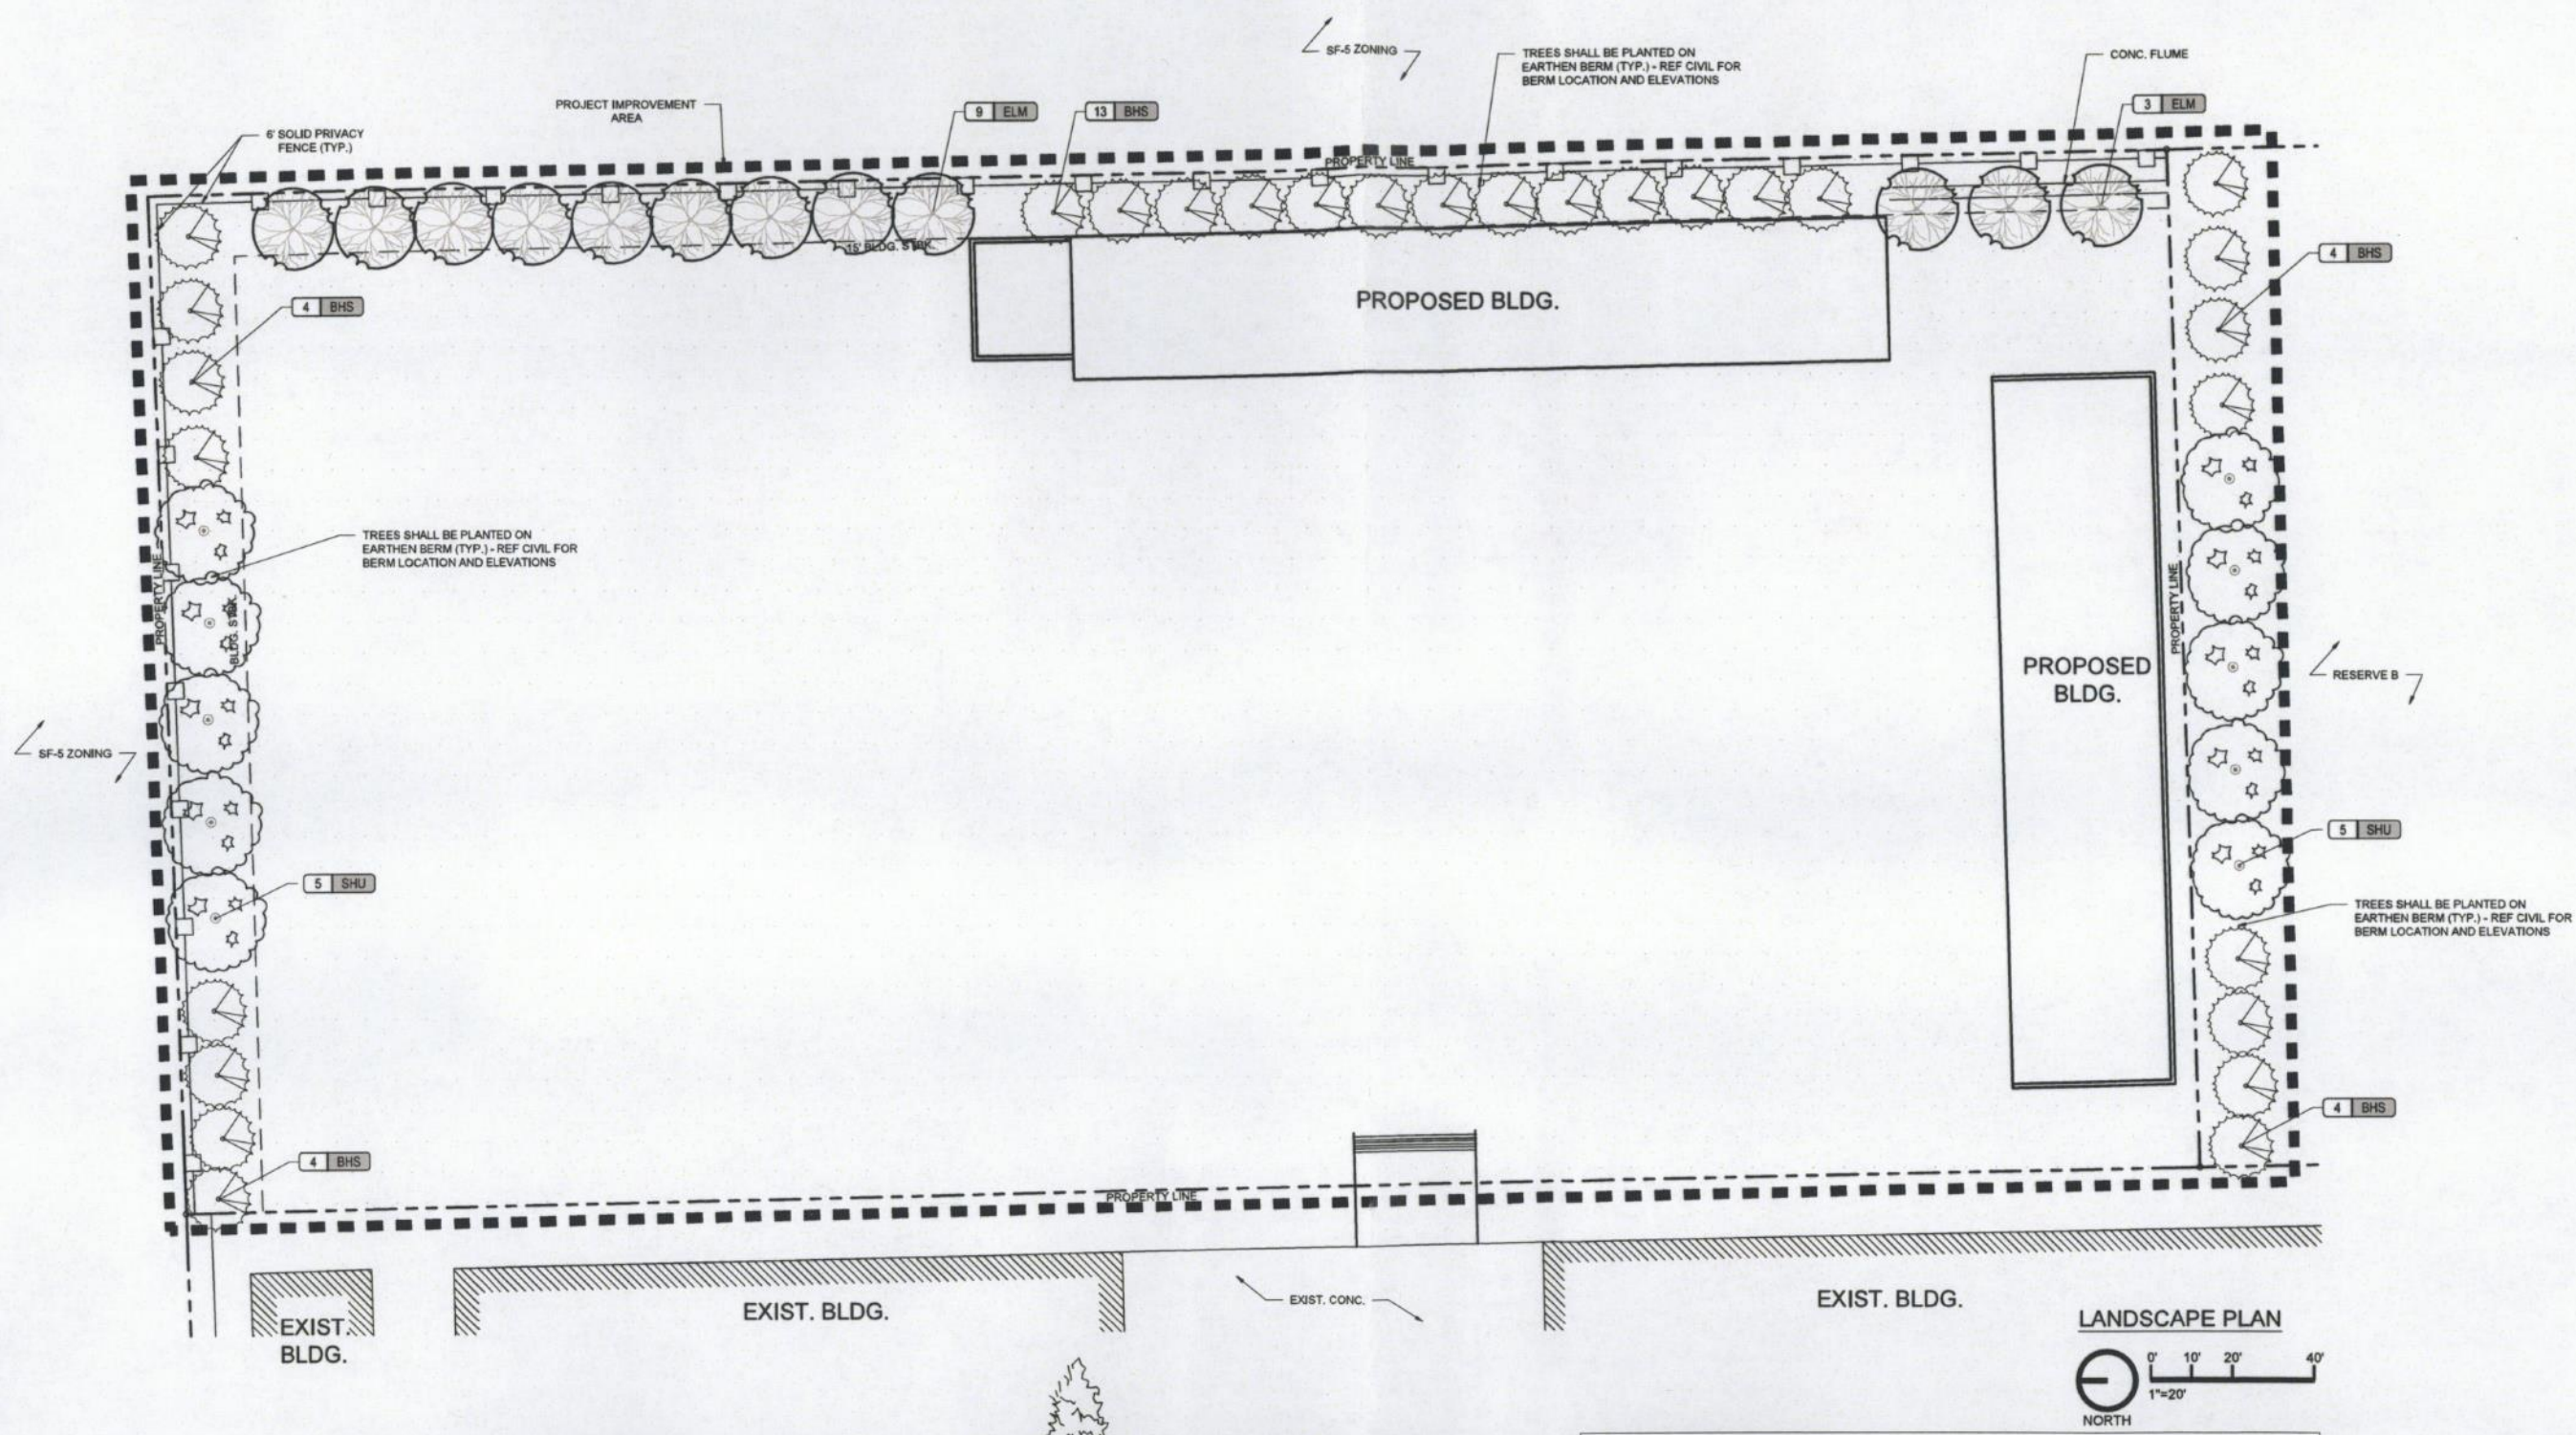 SF-5 ZONING
TREES SHALL BE PLANTED ON
EARTHEN BERM (TYP.) - REF CIVIL FOR
BERM LOCATION AND ELEVATIONS
CONC. FLUME
PROJECT IMPROVEMENT
AREA
9 ELM
13 BHS
3 ELM
6' SOLID PRIVACY
FENCE (TYP.)
PROPERTY LINE
15' BLDG. STBK.
4 BHS
4 BHS
PROPOSED BLDG.
TREES SHALL BE PLANTED ON
EARTHEN BERM (TYP.) - REF CIVIL FOR
BERM LOCATION AND ELEVATIONS
PROPERTY LINE
BLDG. STBK.
PROPERTY LINE
PROPOSED
BLDG.
RESERVE B
SF-5 ZONING
5 SHU
5 SHU
TREES SHALL BE PLANTED ON
EARTHEN BERM (TYP.) - REF CIVIL FOR
BERM LOCATION AND ELEVATIONS
4 BHS
4 BHS
PROPERTY LINE
EXIST.
BLDG.
EXIST. BLDG.
EXIST. CONC.
EXIST. BLDG.
LANDSCAPE PLAN
0' 10' 20' 40'
1"=20'
NORTH